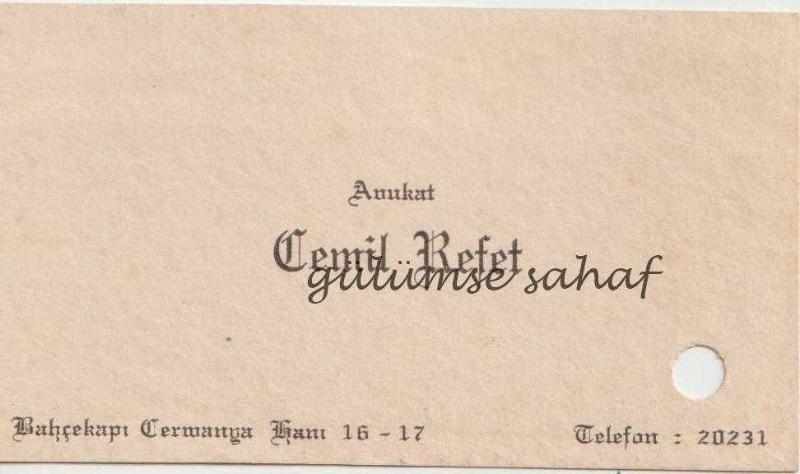 Avukat
Cemil Refet
gülümse sahaf
Bahçekapı Cermanya Hanı 16 - 17
Telefon : 20231